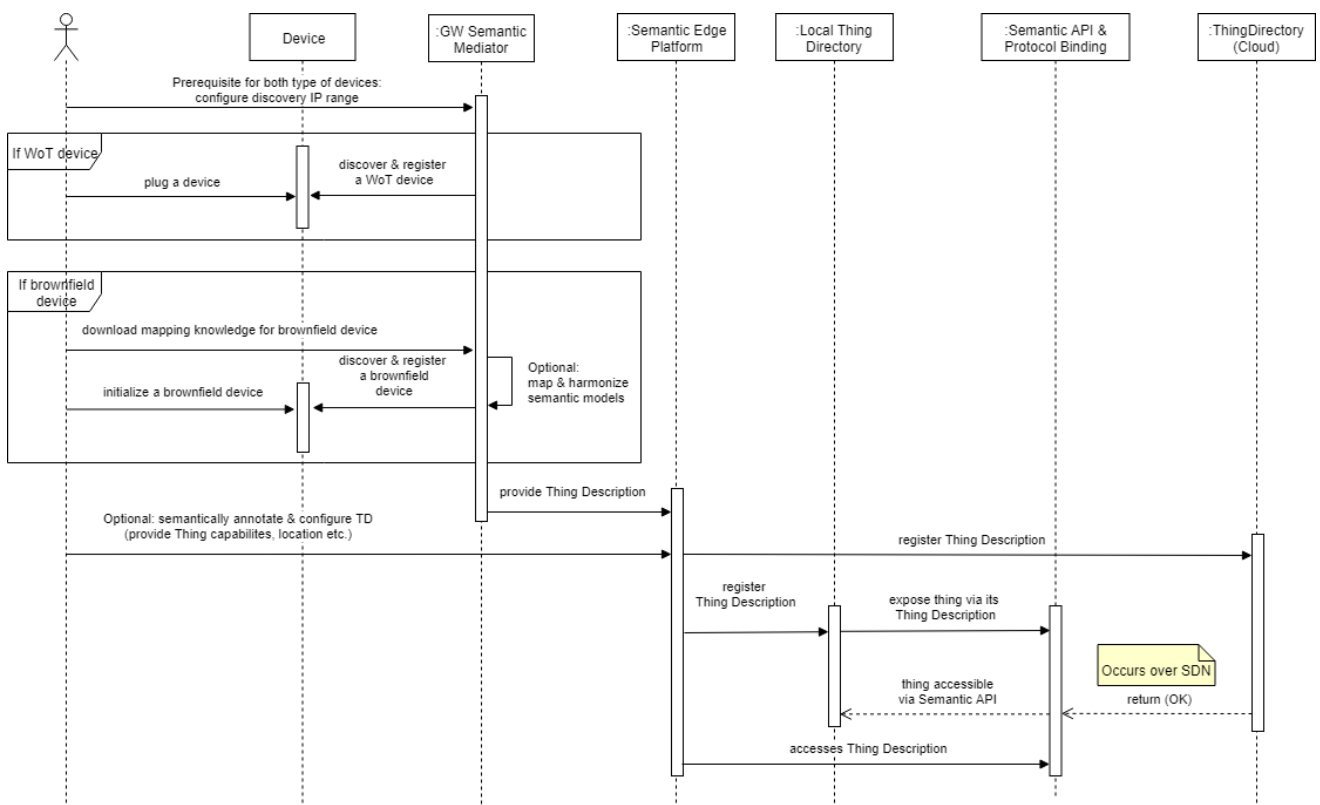 Device
:GW Semantic
Mediator
:Semantic Edge
Platform
:Local Thing
Directory
:Semantic API &
Protocol Binding
:ThingDirectory
(Cloud)
Prerequisite for both type of devices:
configure discovery IP range
If WoT device
plug a device
discover & register
a WoT device
If brownfield
device
download mapping knowledge for brownfield device
discover & register
a brownfield
device
Optional:
map & harmonize
semantic models
initialize a brownfield device
provide Thing Description
Optional: semantically annotate & configure TD
(provide Thing capabilites, location etc.)
register Thing Description
register
Thing Description
expose thing via its
Thing Description
Occurs over SDN
thing accessible
via Semantic API
return (OK)
accesses Thing Description